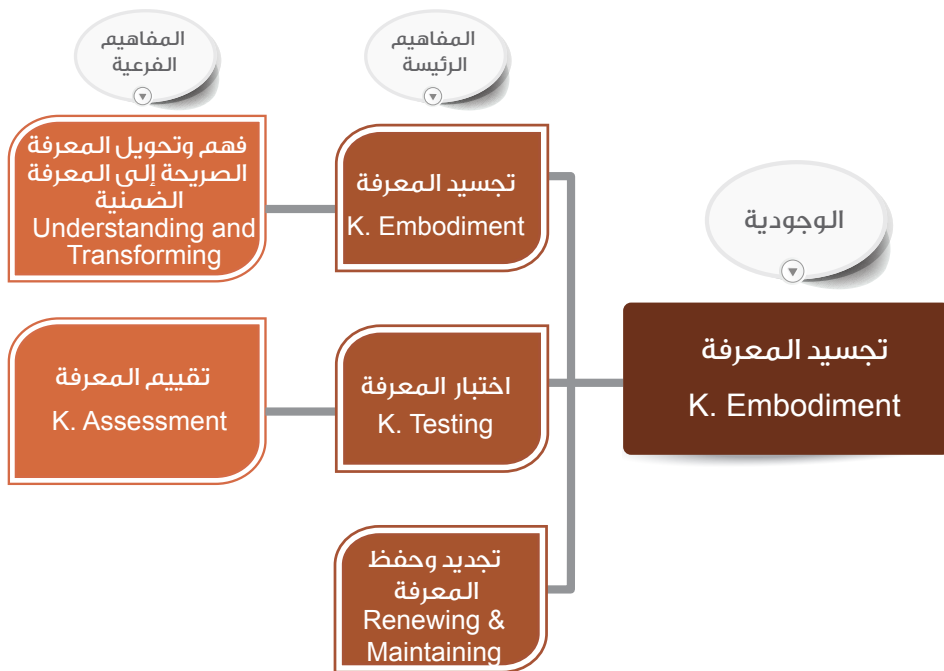 الوجودية
تجسيد المعرفة
K. Embodiment
المفاهيم
الرئيسة
تجسيد المعرفة
K. Embodiment
اختبار المعرفة
K. Testing
تجديد وحفظ
المعرفة
Renewing &
Maintaining
المفاهيم
الفرعية
فهم وتحويل المعرفة
الصريحة إلى المعرفة
الضمنية
Understanding and
Transforming
تقييم المعرفة
K. Assessment